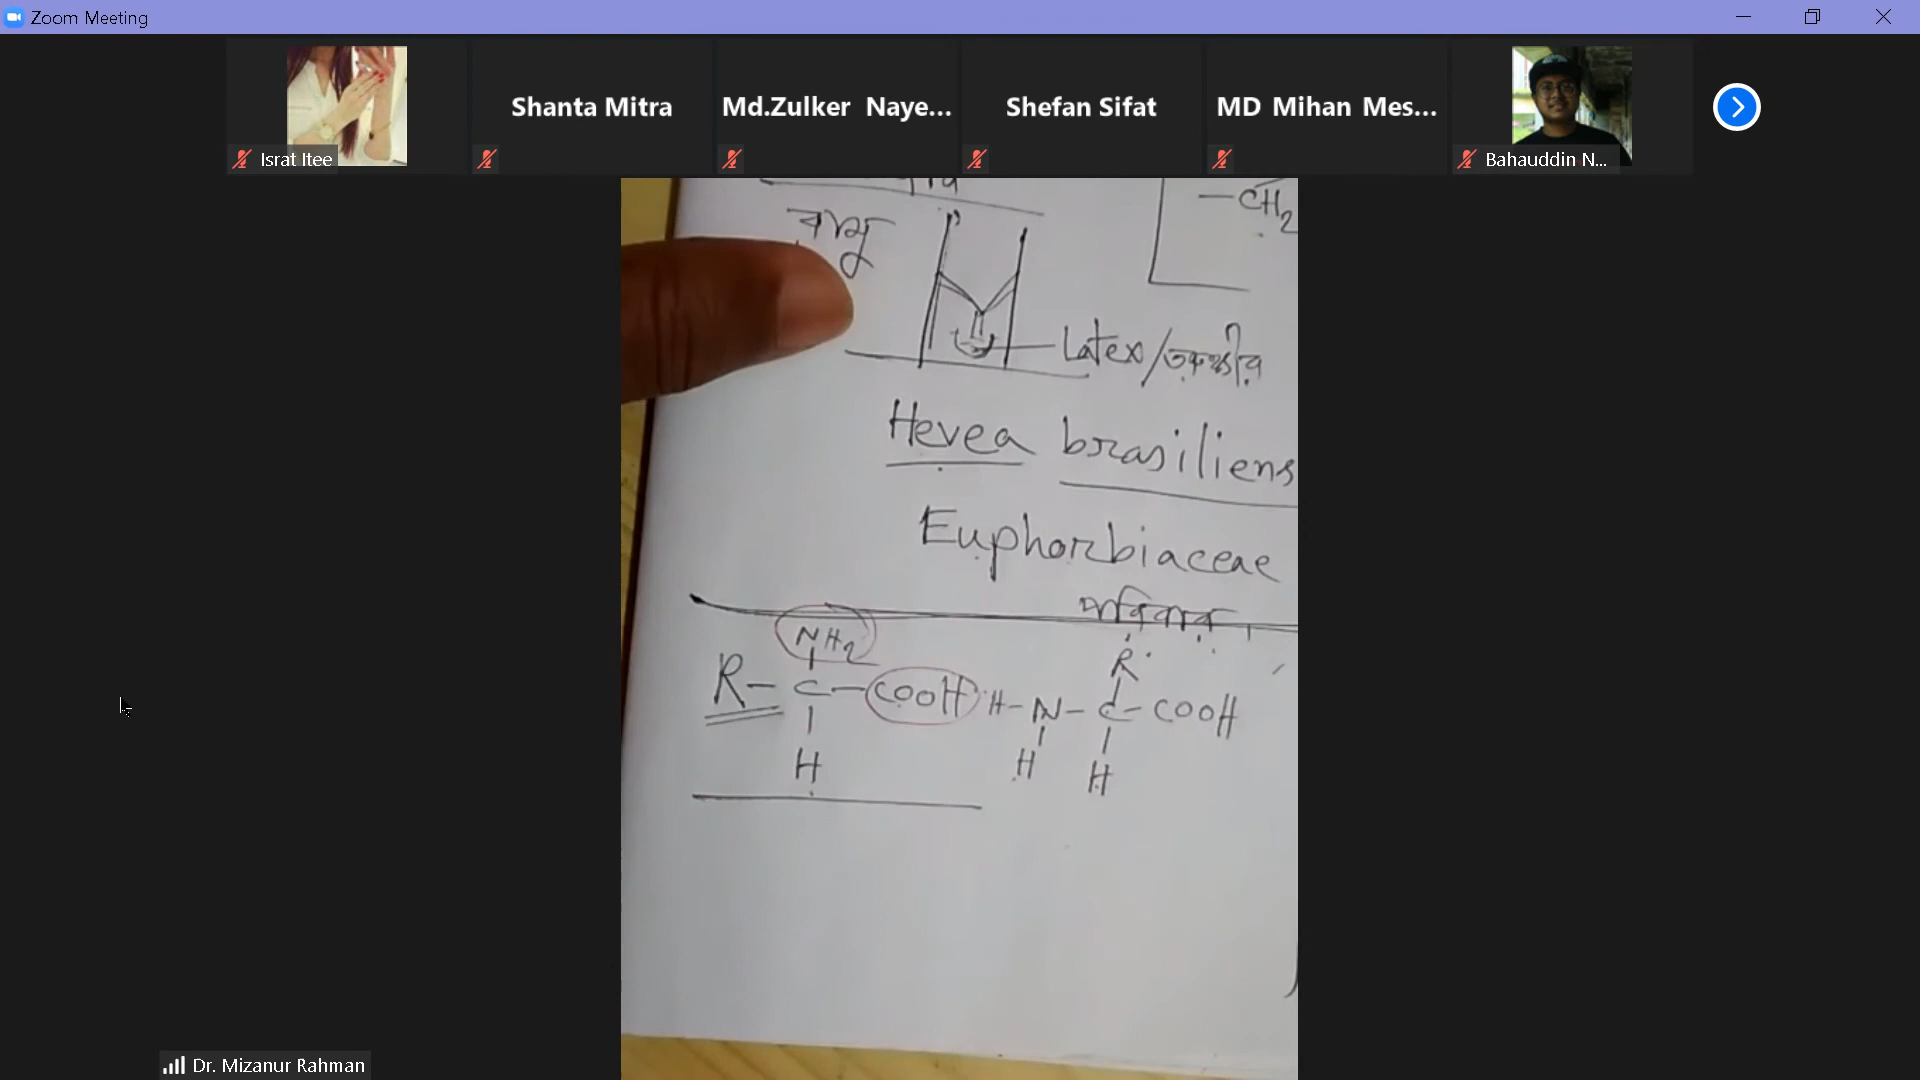 Zoom Meeting
Shanta Mitra
Md.Zulker Naye...
Shefan Sifat
MD Mihan Mes...
Israt Itee
Bahauddin N...
-CH2
Latex/তরুক্ষীর
Hevea brasiliens
Euphorbiaceae
NH2
R
R-C-COOH
H-N-C-COOH
H
H H
Dr. Mizanur Rahman